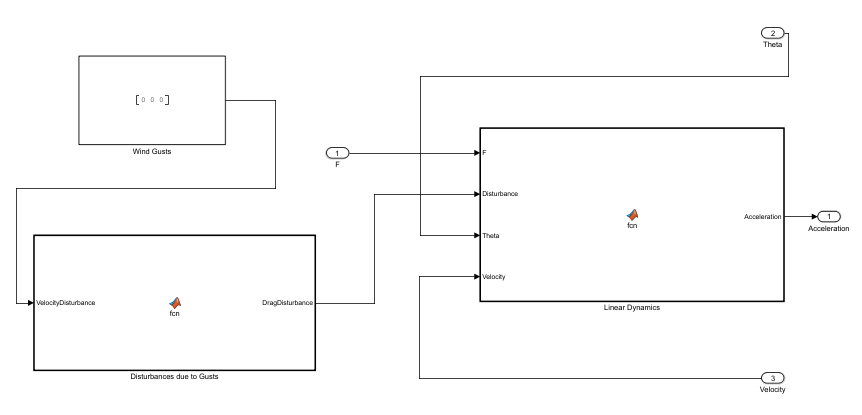 2
Theta
[ 0 0 0 ]
Wind Gusts
1
F
F
Disturbance
Theta
Velocity
fcn
Acceleration
1
Acceleration
Linear Dynamics
VelocityDisturbance
fcn
DragDisturbance
Disturbances due to Gusts
3
Velocity